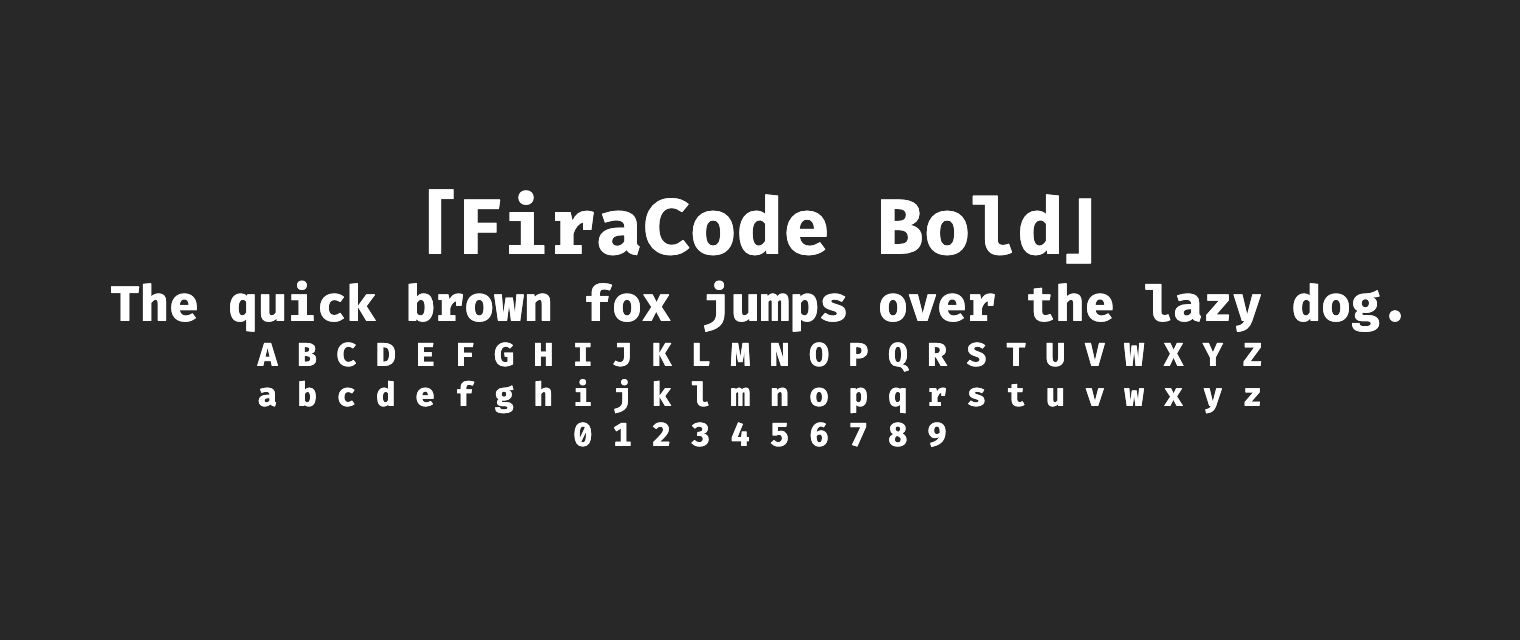 「FiraCode Bold」
The quick brown fox jumps over the lazy dog.
A B C D E F G H I J K L M N O P Q R S T U V W X Y Z
a b c d e f g h i j k l m n o p q r s t u v w x y z
0 1 2 3 4 5 6 7 8 9